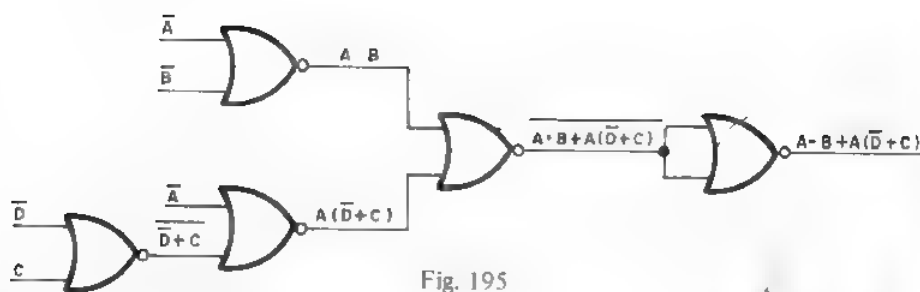 A̅
B̅
A B
A̅·B+A(D̅+C)̅
A·B+A(D̅+C)
A̅
D̅
D̅+C̅
A(D̅+C)
C
Fig. 195